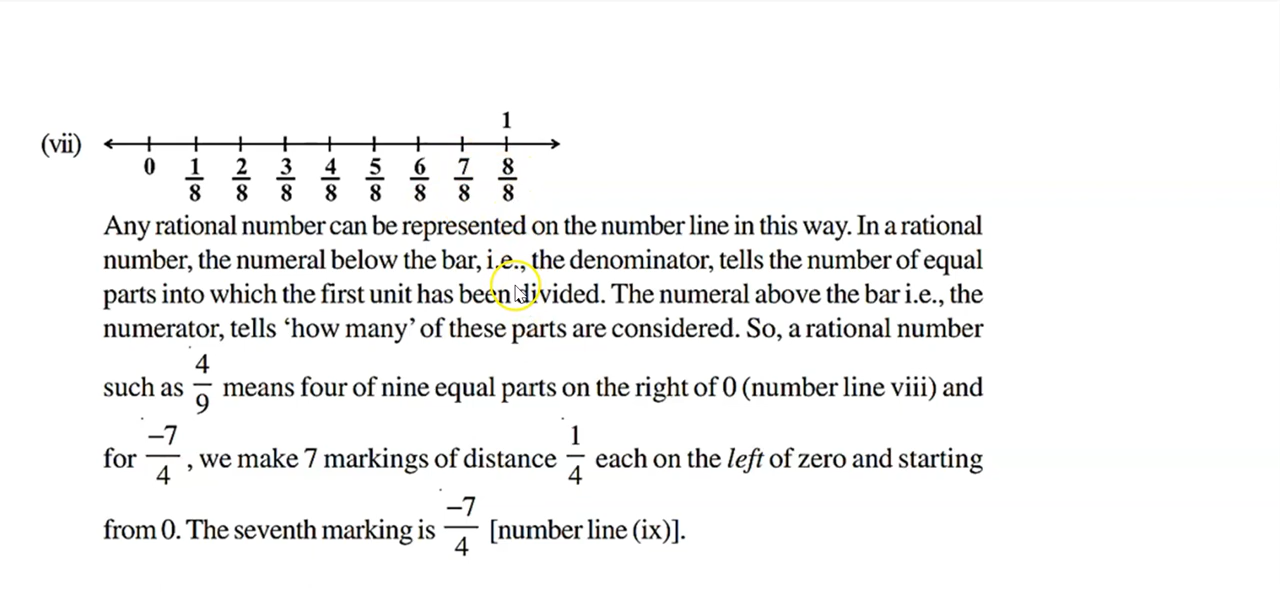 1
(vii)
0 1/8 2/8 3/8 4/8 5/8 6/8 7/8 8/8
Any rational number can be represented on the number line in this way. In a rational
number, the numeral below the bar, i.e., the denominator, tells the number of equal
parts into which the first unit has been divided. The numeral above the bar i.e., the
numerator, tells ‘how many’ of these parts are considered. So, a rational number
such as 4/9 means four of nine equal parts on the right of 0 (number line viii) and
for −7/4, we make 7 markings of distance 1/4 each on the left of zero and starting
from 0. The seventh marking is −7/4 [number line (ix)].